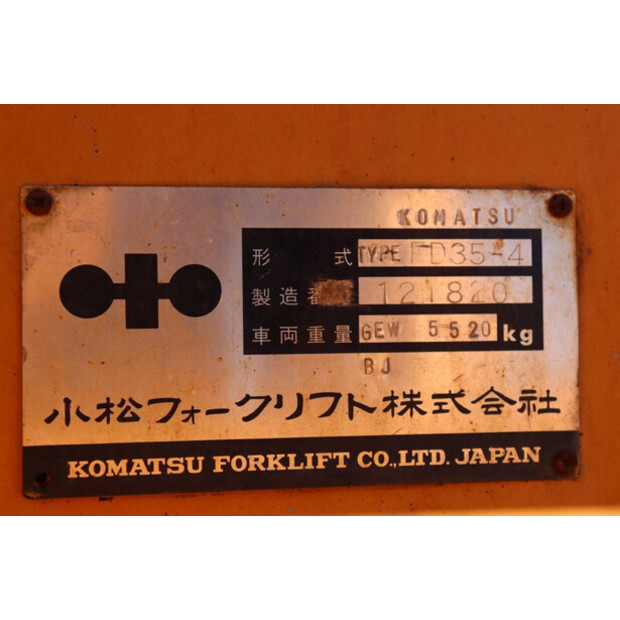 KOMATSU
形 式 TYPE FD35-4
製造番 121820
車両重量 GEW 5520 kg
BJ
小松フォークリフト株式会社
KOMATSU FORKLIFT CO.,LTD. JAPAN